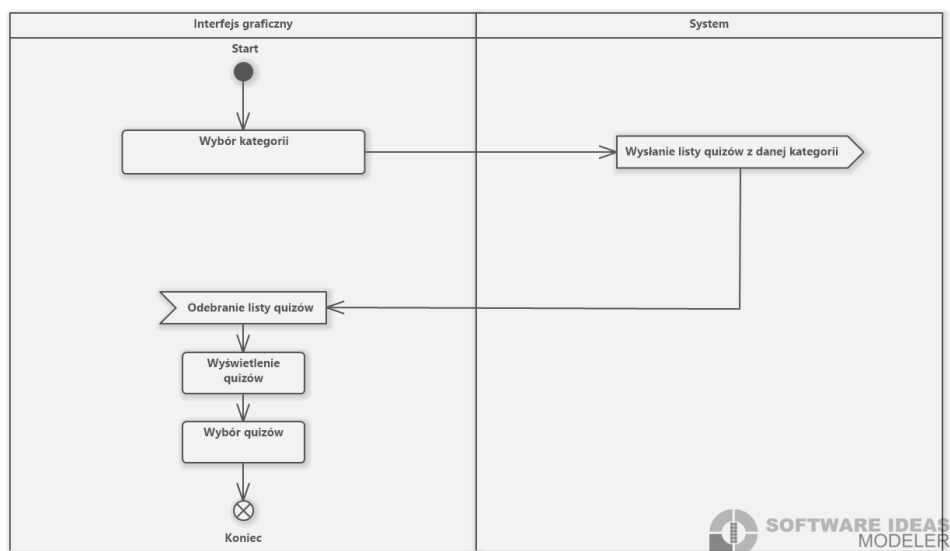 Interfejs graficzny
System
Start
Wybór kategorii
Wysłanie listy quizów z danej kategorii
Odebranie listy quizów
Wyświetlenie
quizów
Wybór quizów
Koniec
SOFTWARE IDEAS
MODELER